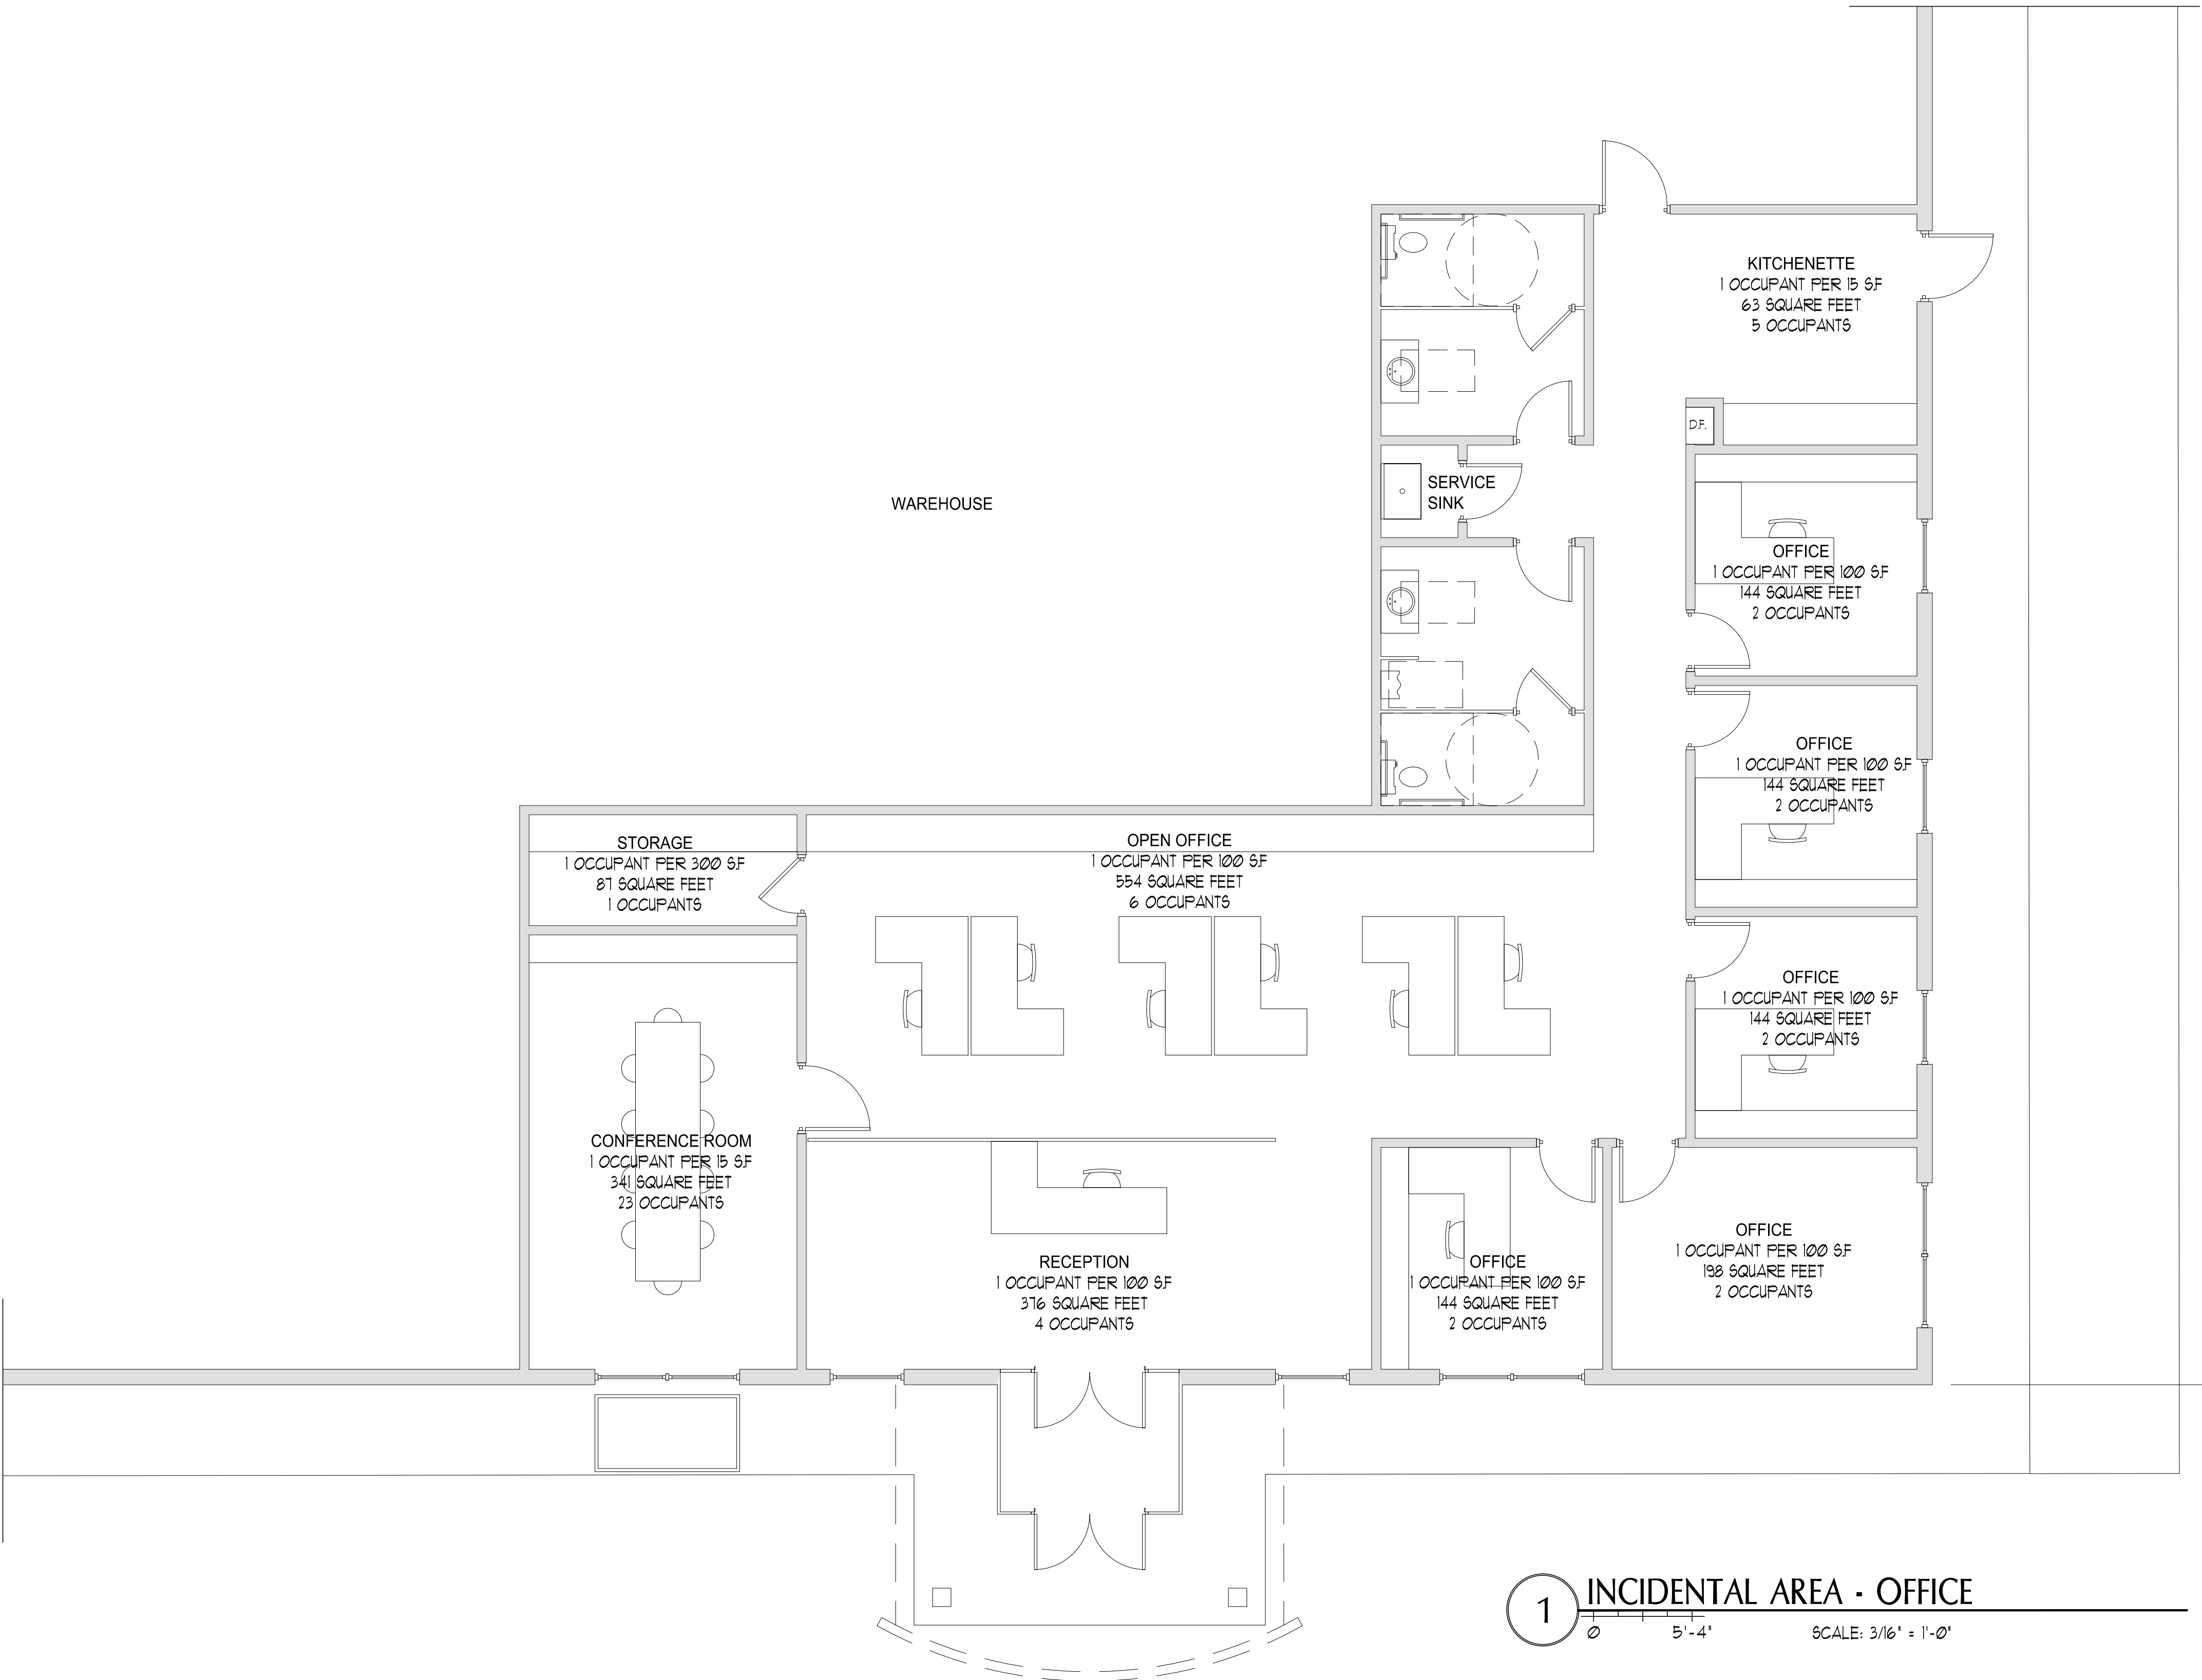 KITCHENETTE
1 OCCUPANT PER 15 S.F
63 SQUARE FEET
5 OCCUPANTS
D.F.
WAREHOUSE
SERVICE
SINK
OFFICE
1 OCCUPANT PER 100 S.F
144 SQUARE FEET
2 OCCUPANTS
OFFICE
1 OCCUPANT PER 100 S.F
144 SQUARE FEET
2 OCCUPANTS
STORAGE
1 OCCUPANT PER 300 S.F
87 SQUARE FEET
1 OCCUPANTS
OPEN OFFICE
1 OCCUPANT PER 100 S.F
554 SQUARE FEET
6 OCCUPANTS
OFFICE
1 OCCUPANT PER 100 S.F
144 SQUARE FEET
2 OCCUPANTS
CONFERENCE ROOM
1 OCCUPANT PER 15 S.F
341 SQUARE FEET
23 OCCUPANTS
RECEPTION
1 OCCUPANT PER 100 S.F
376 SQUARE FEET
4 OCCUPANTS
OFFICE
1 OCCUPANT PER 100 S.F
144 SQUARE FEET
2 OCCUPANTS
OFFICE
1 OCCUPANT PER 100 S.F
198 SQUARE FEET
2 OCCUPANTS
1 INCIDENTAL AREA - OFFICE
0 5'-4" SCALE: 3/16" = 1'-0"